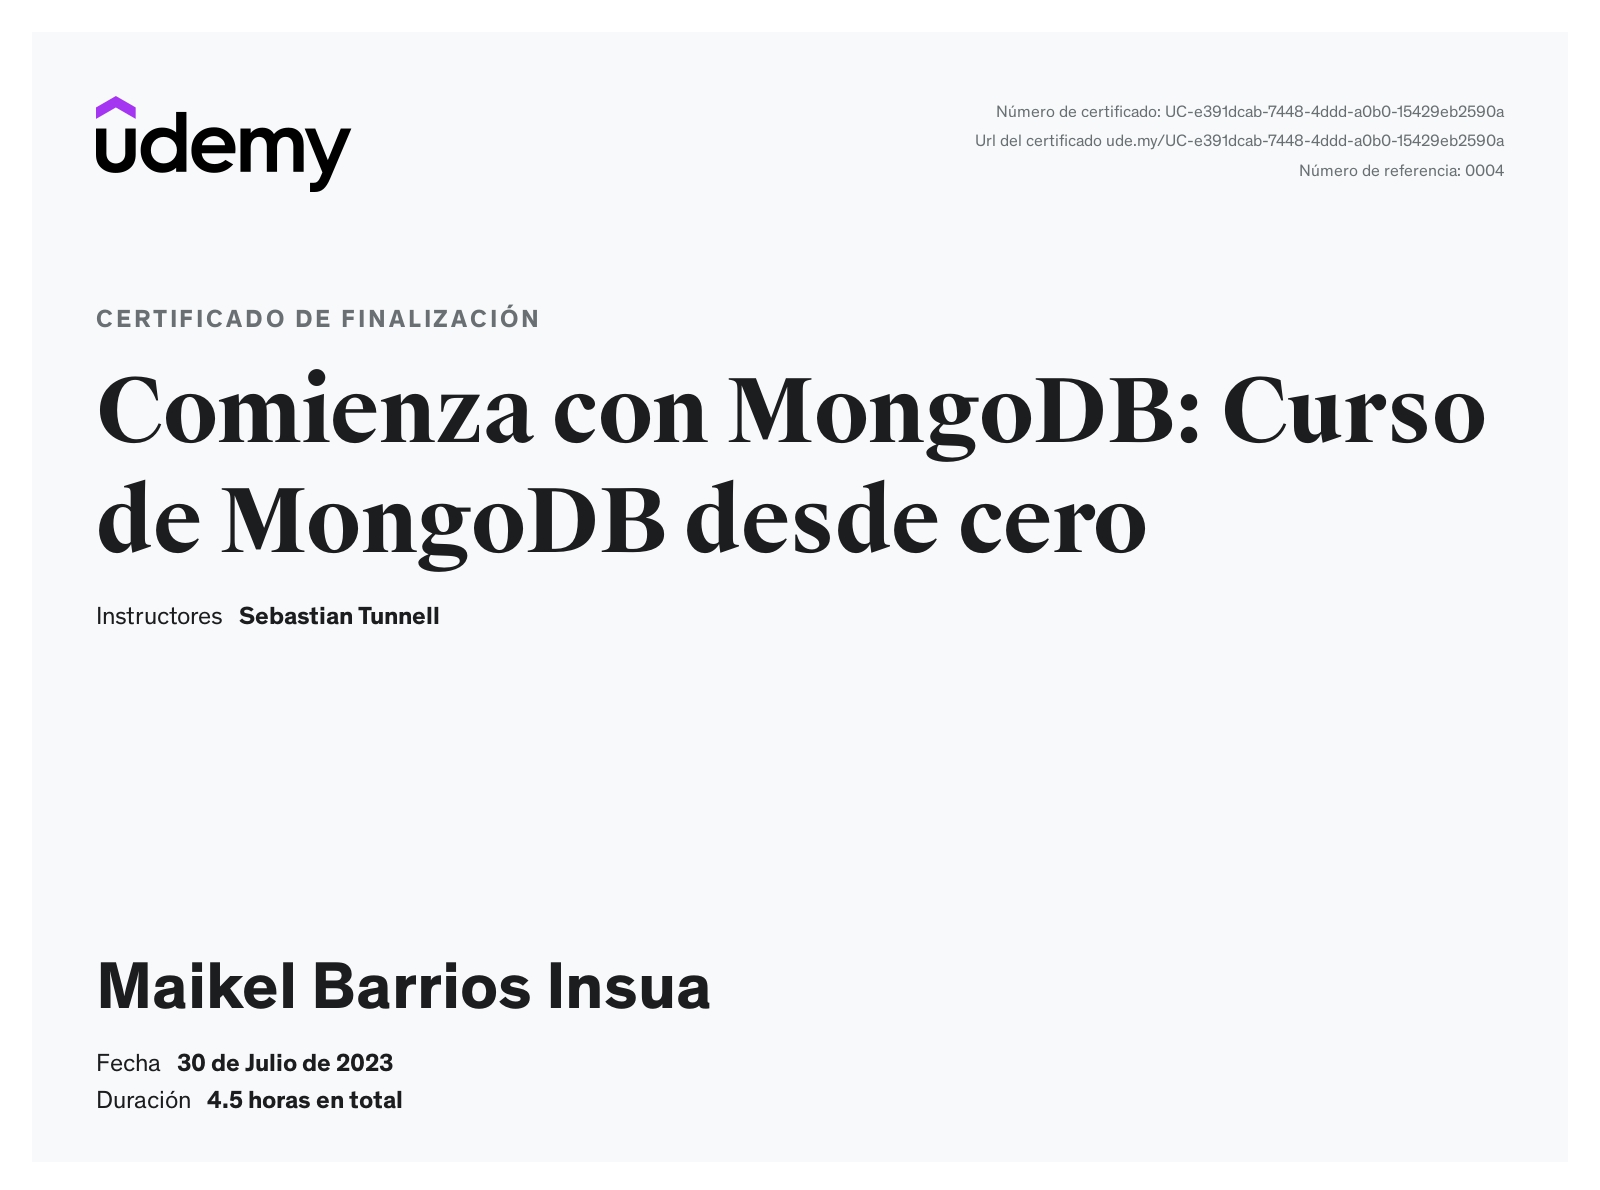 udemy
Número de certificado: UC-e391dcab-7448-4ddd-a0b0-15429eb2590a
Url del certificado ude.my/UC-e391dcab-7448-4ddd-a0b0-15429eb2590a
Número de referencia: 0004
CERTIFICADO DE FINALIZACIÓN
Comienza con MongoDB: Curso
de MongoDB desde cero
Instructores Sebastian Tunnell
Maikel Barrios Insua
Fecha 30 de Julio de 2023
Duración 4.5 horas en total